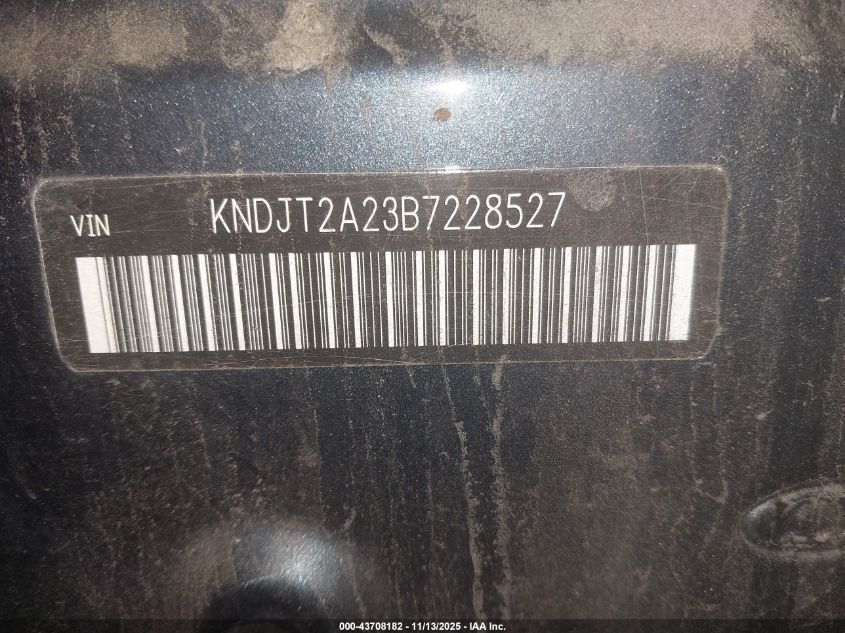 VIN KNDJT2A23B7228527
000-43708182 - 11/13/2025 - IAA Inc.